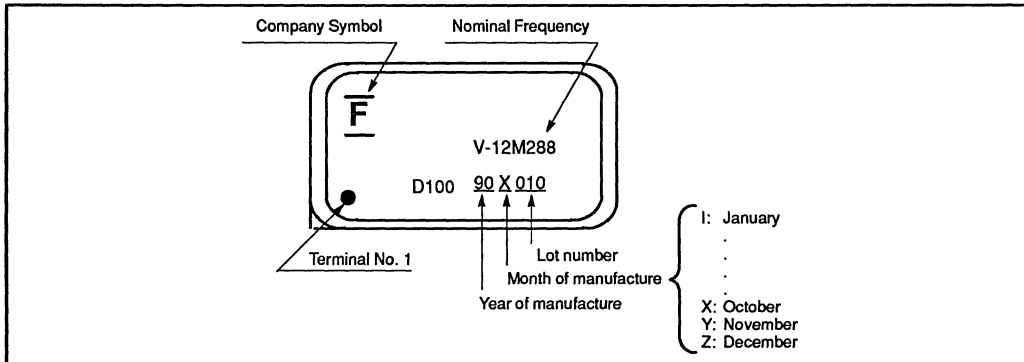 Company Symbol
Nominal Frequency
F
V-12M288
D100 90 X 010
Terminal No. 1
Lot number
Month of manufacture
Year of manufacture
I: January
.
.
.
.
X: October
Y: November
Z: December